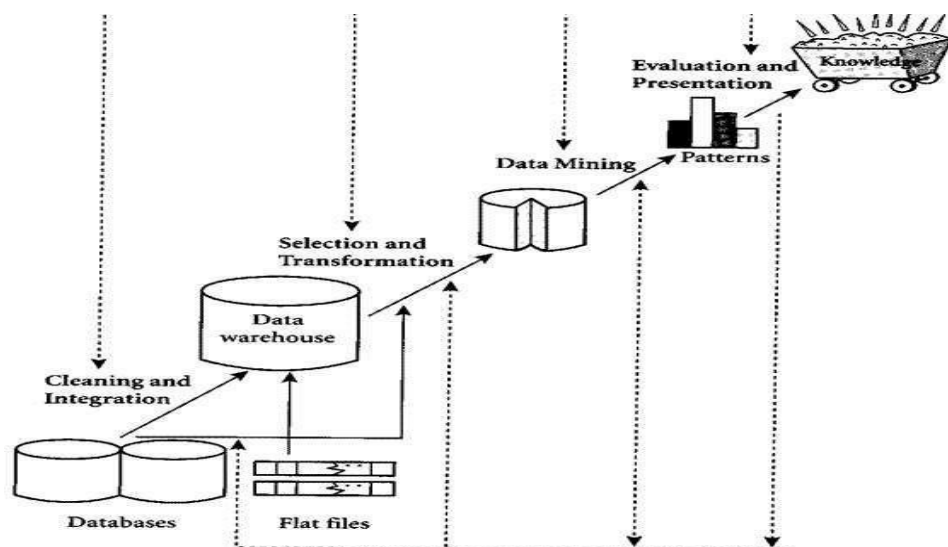 Evaluation and
Presentation
Knowledge
Patterns
Data Mining
Selection and
Transformation
Data
warehouse
Cleaning and
Integration
Databases
Flat files